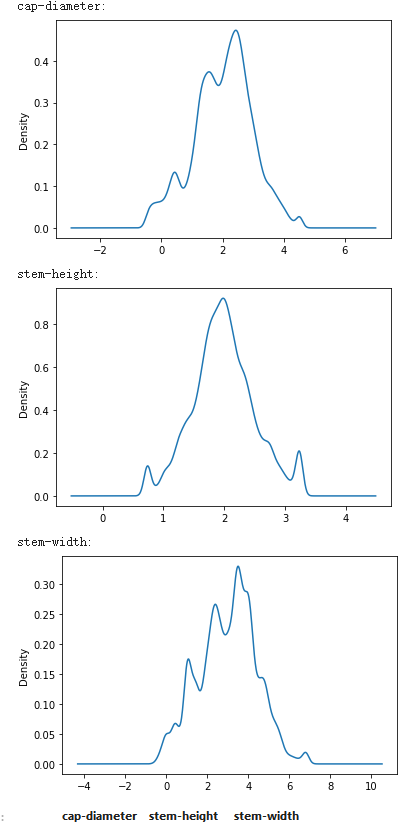 cap-diameter:
0.4
0.3
0.2
0.1
0.0
Density
−2 0 2 4 6
stem-height:
0.8
0.6
0.4
0.2
0.0
Density
0 1 2 3 4
stem-width:
0.30
0.25
0.20
0.15
0.10
0.05
0.00
Density
−4 −2 0 2 4 6 8 10
: cap-diameter stem-height stem-width